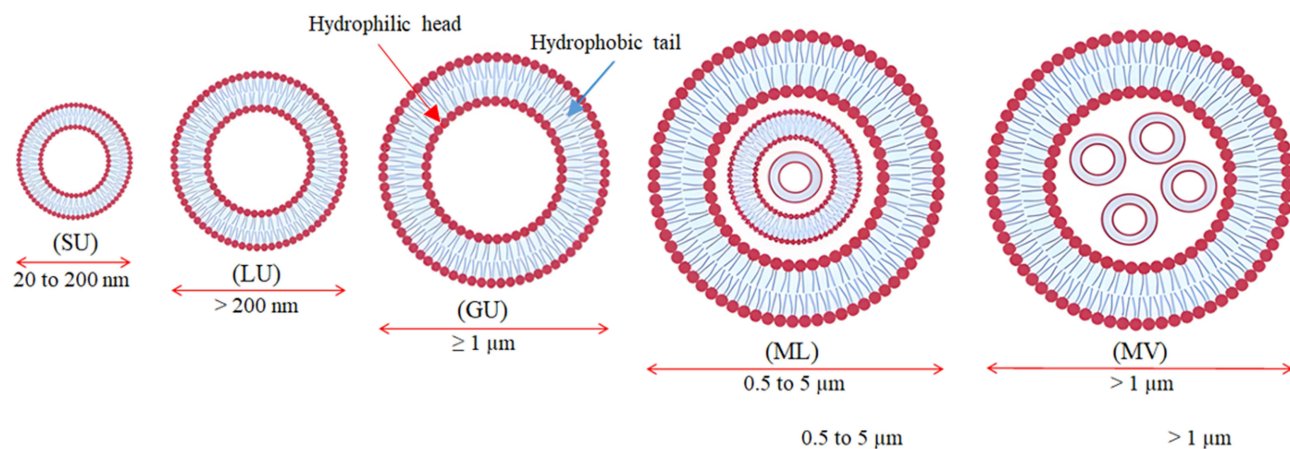 Hydrophilic head
Hydrophobic tail
(SU)
20 to 200 nm
(LU)
> 200 nm
(GU)
≥ 1 μm
(ML)
0.5 to 5 μm
(MV)
> 1 μm
0.5 to 5 μm
> 1 μm